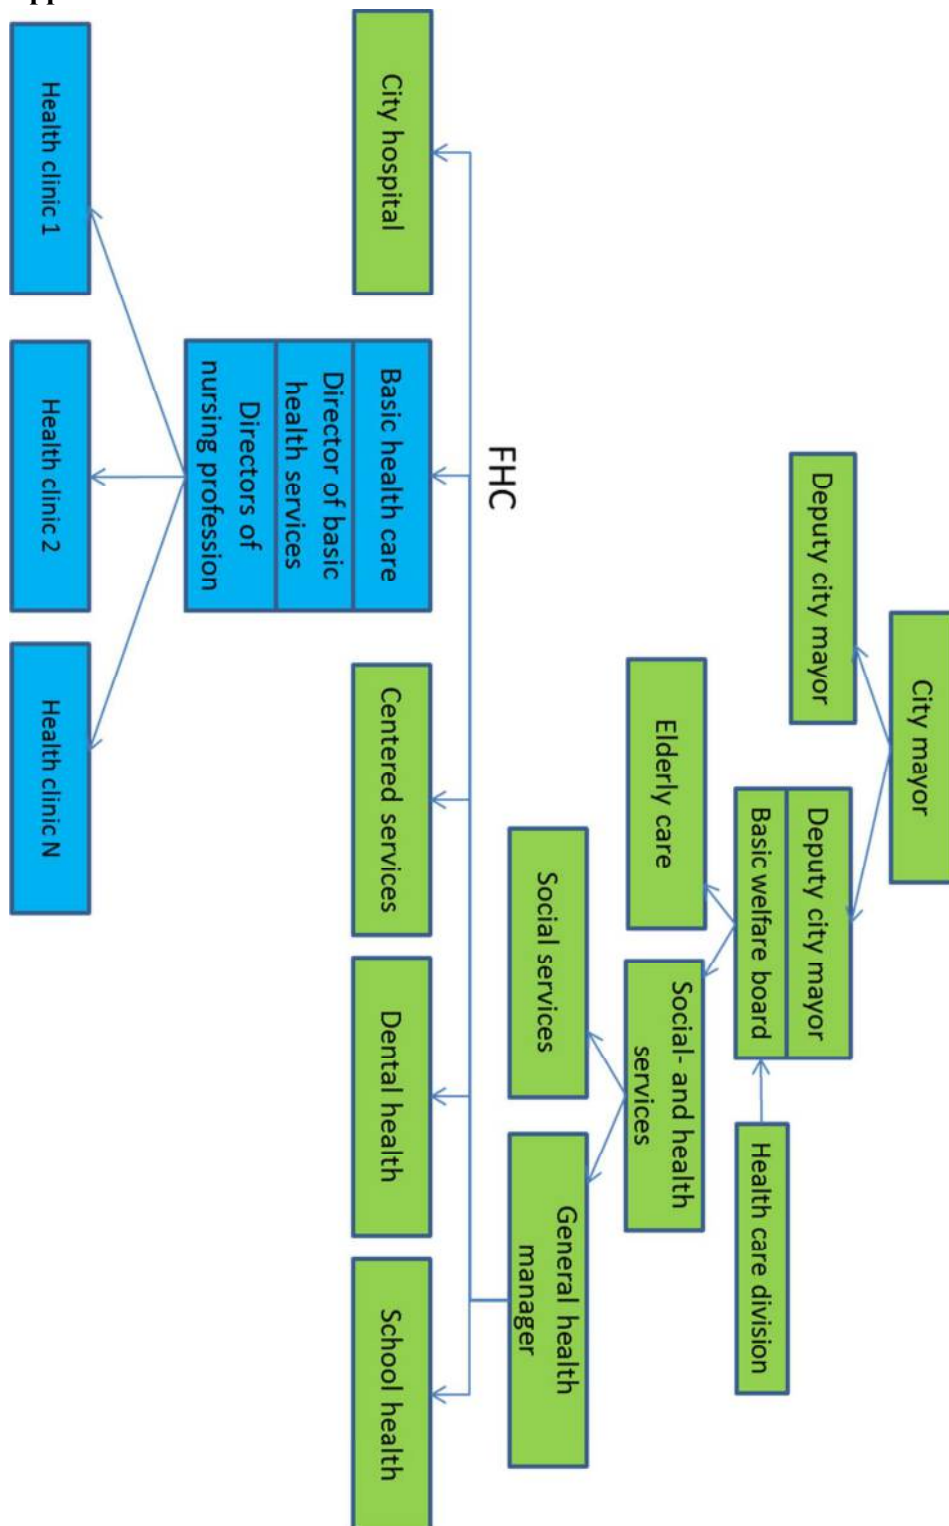 City mayor
Deputy city mayor
Deputy city mayor
Basic welfare board
Health care division
Elderly care
Social- and health
services
Social services
General health
manager
FHC
City hospital
Basic health care
Director of basic
health services
Directors of
nursing profession
Centered services
Dental health
School health
Health clinic 1
Health clinic 2
Health clinic N